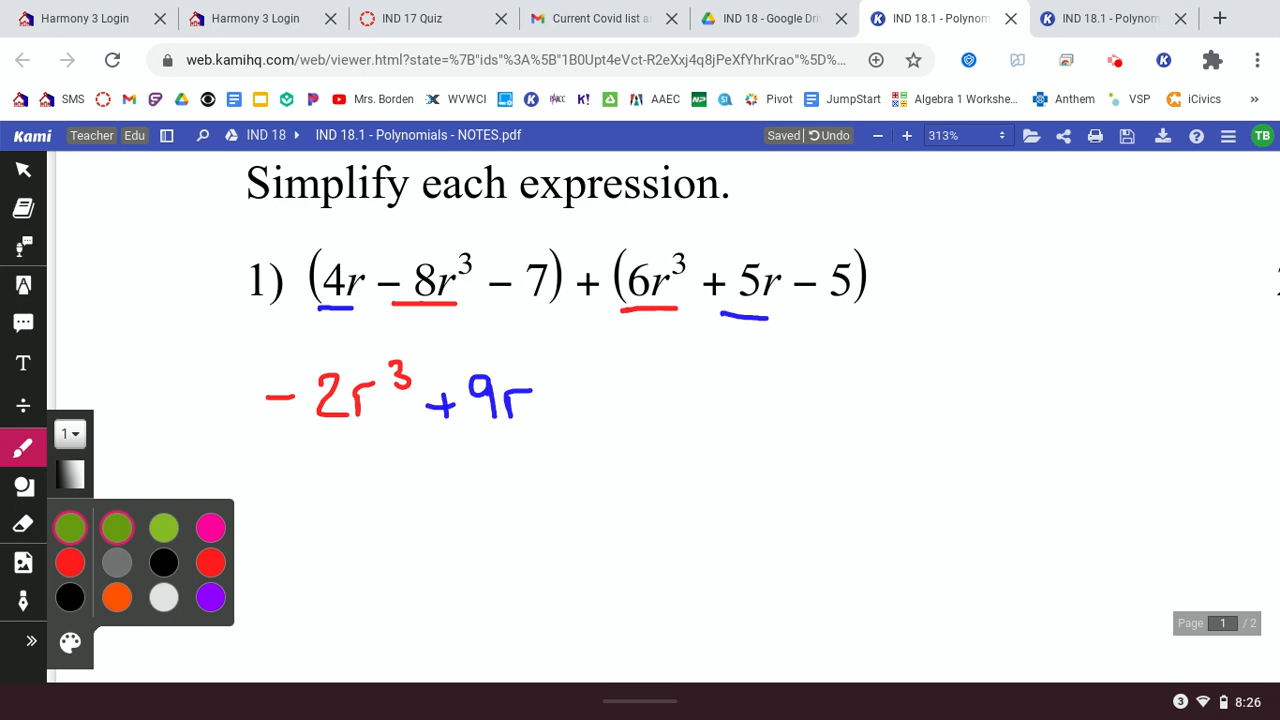 Harmony 3 Login
Harmony 3 Login
IND 17 Quiz
Current Covid list a
IND 18 - Google Dri
IND 18.1 - Polynom
IND 18.1 - Polynom
web.kamihq.com/web/viewer.html?state=%7B"ids"%3A%5B"1B0Upt4eVct-R2eXxj4q8jPeXfYhrKrao"%5D%...
SMS
Mrs. Borden
WVWCI
AAEC
Pivot
JumpStart
Algebra 1 Workshe...
Anthem
VSP
iCivics
»
Kami Teacher Edu IND 18 IND 18.1 - Polynomials - NOTES.pdf Saved Undo − + 313% TB
Simplify each expression.
1) (4r − 8r³ − 7) + (6r³ + 5r − 5)
- 2r³ + 9r
1
Page 1 / 2
3 8:26